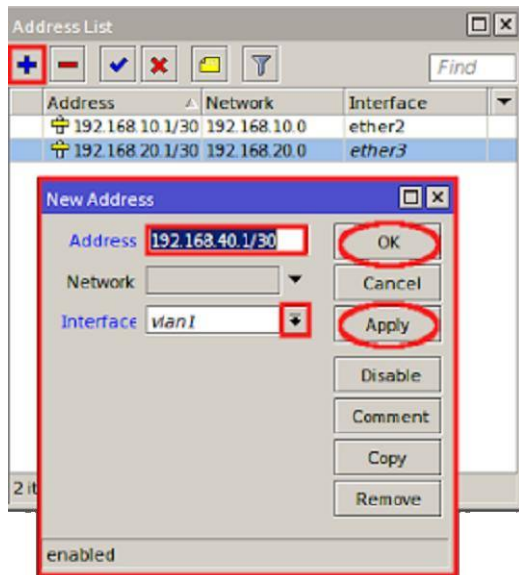 Address List
Find
Address Network Interface
192.168.10.1/30 192.168.10.0 ether2
192.168.20.1/30 192.168.20.0 ether3
New Address
Address 192.168.40.1/30 OK
Network Cancel
Interface vlan1 Apply
Disable
Comment
Copy
2 it Remove
enabled